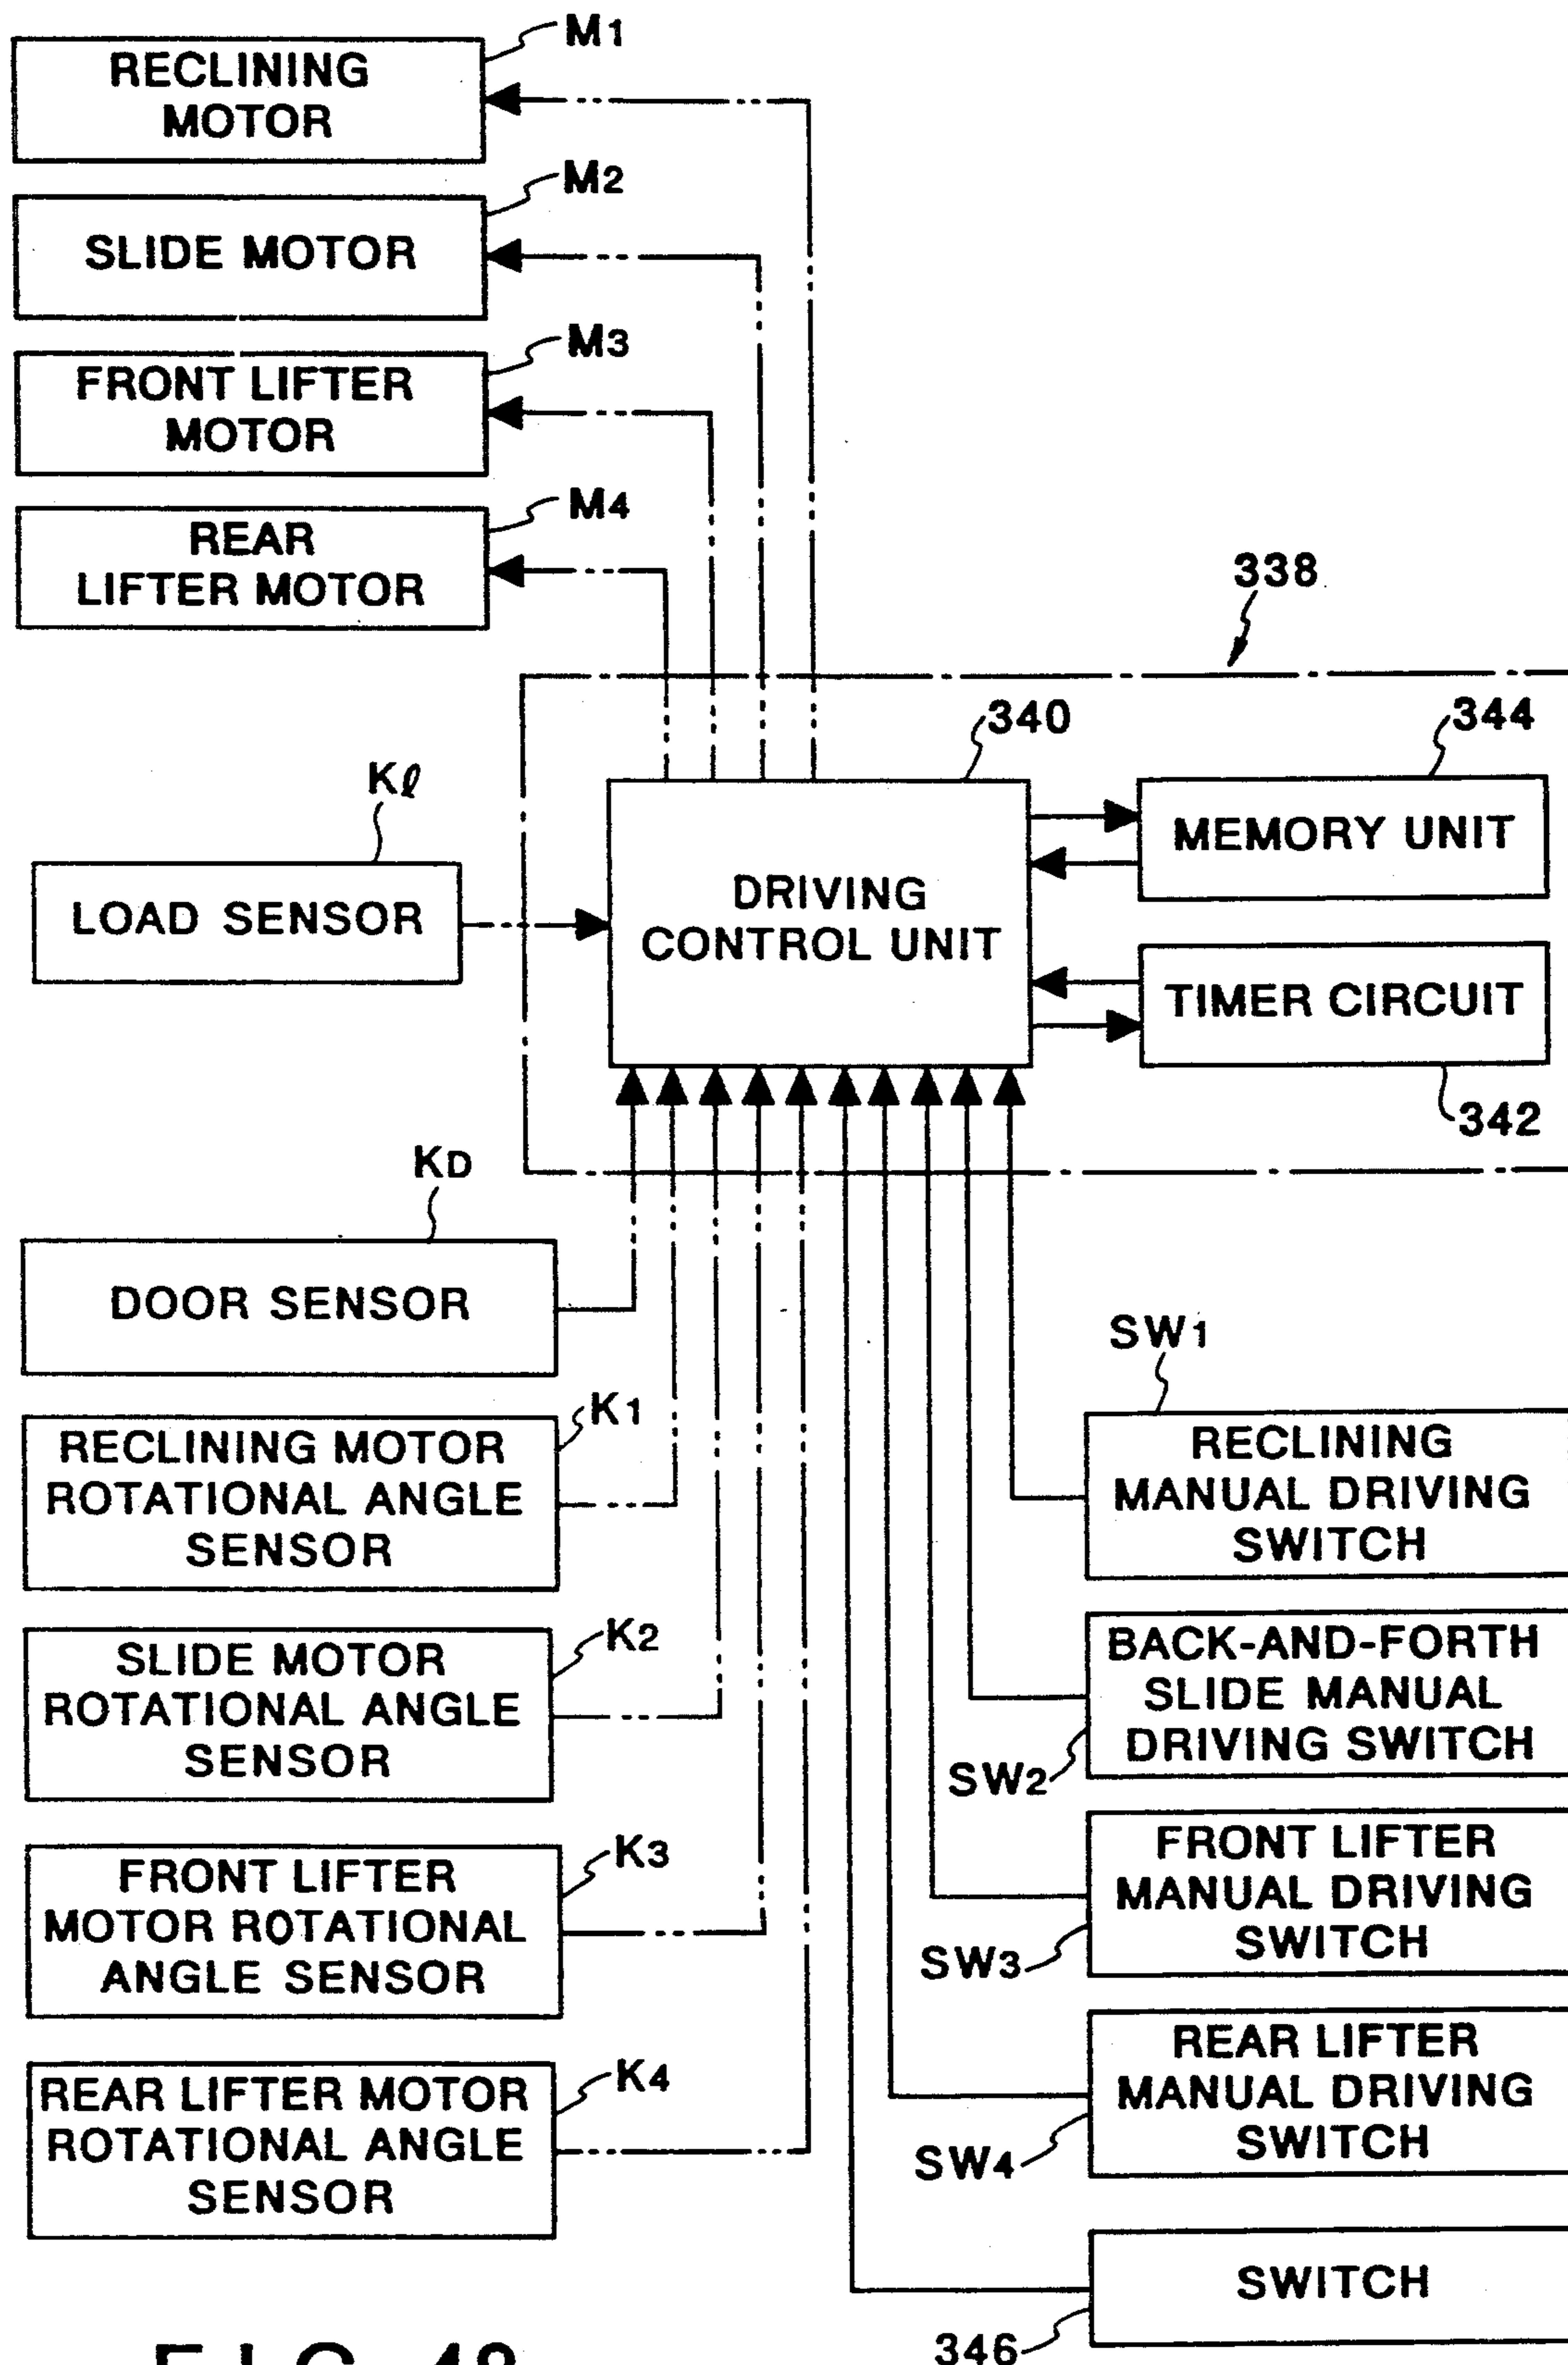 M1
RECLINING
MOTOR
M2
SLIDE MOTOR
M3
FRONT LIFTER
MOTOR
M4
REAR
LIFTER MOTOR
338
340
344
Kℓ
MEMORY UNIT
LOAD SENSOR
DRIVING
CONTROL UNIT
TIMER CIRCUIT
342
KD
DOOR SENSOR
SW1
K1
RECLINING MOTOR
ROTATIONAL ANGLE
SENSOR
RECLINING
MANUAL DRIVING
SWITCH
K2
SLIDE MOTOR
ROTATIONAL ANGLE
SENSOR
BACK-AND-FORTH
SLIDE MANUAL
DRIVING SWITCH
SW2
K3
FRONT LIFTER
MOTOR ROTATIONAL
ANGLE SENSOR
FRONT LIFTER
MANUAL DRIVING
SWITCH
SW3
K4
REAR LIFTER MOTOR
ROTATIONAL ANGLE
SENSOR
REAR LIFTER
MANUAL DRIVING
SWITCH
SW4
SWITCH
346